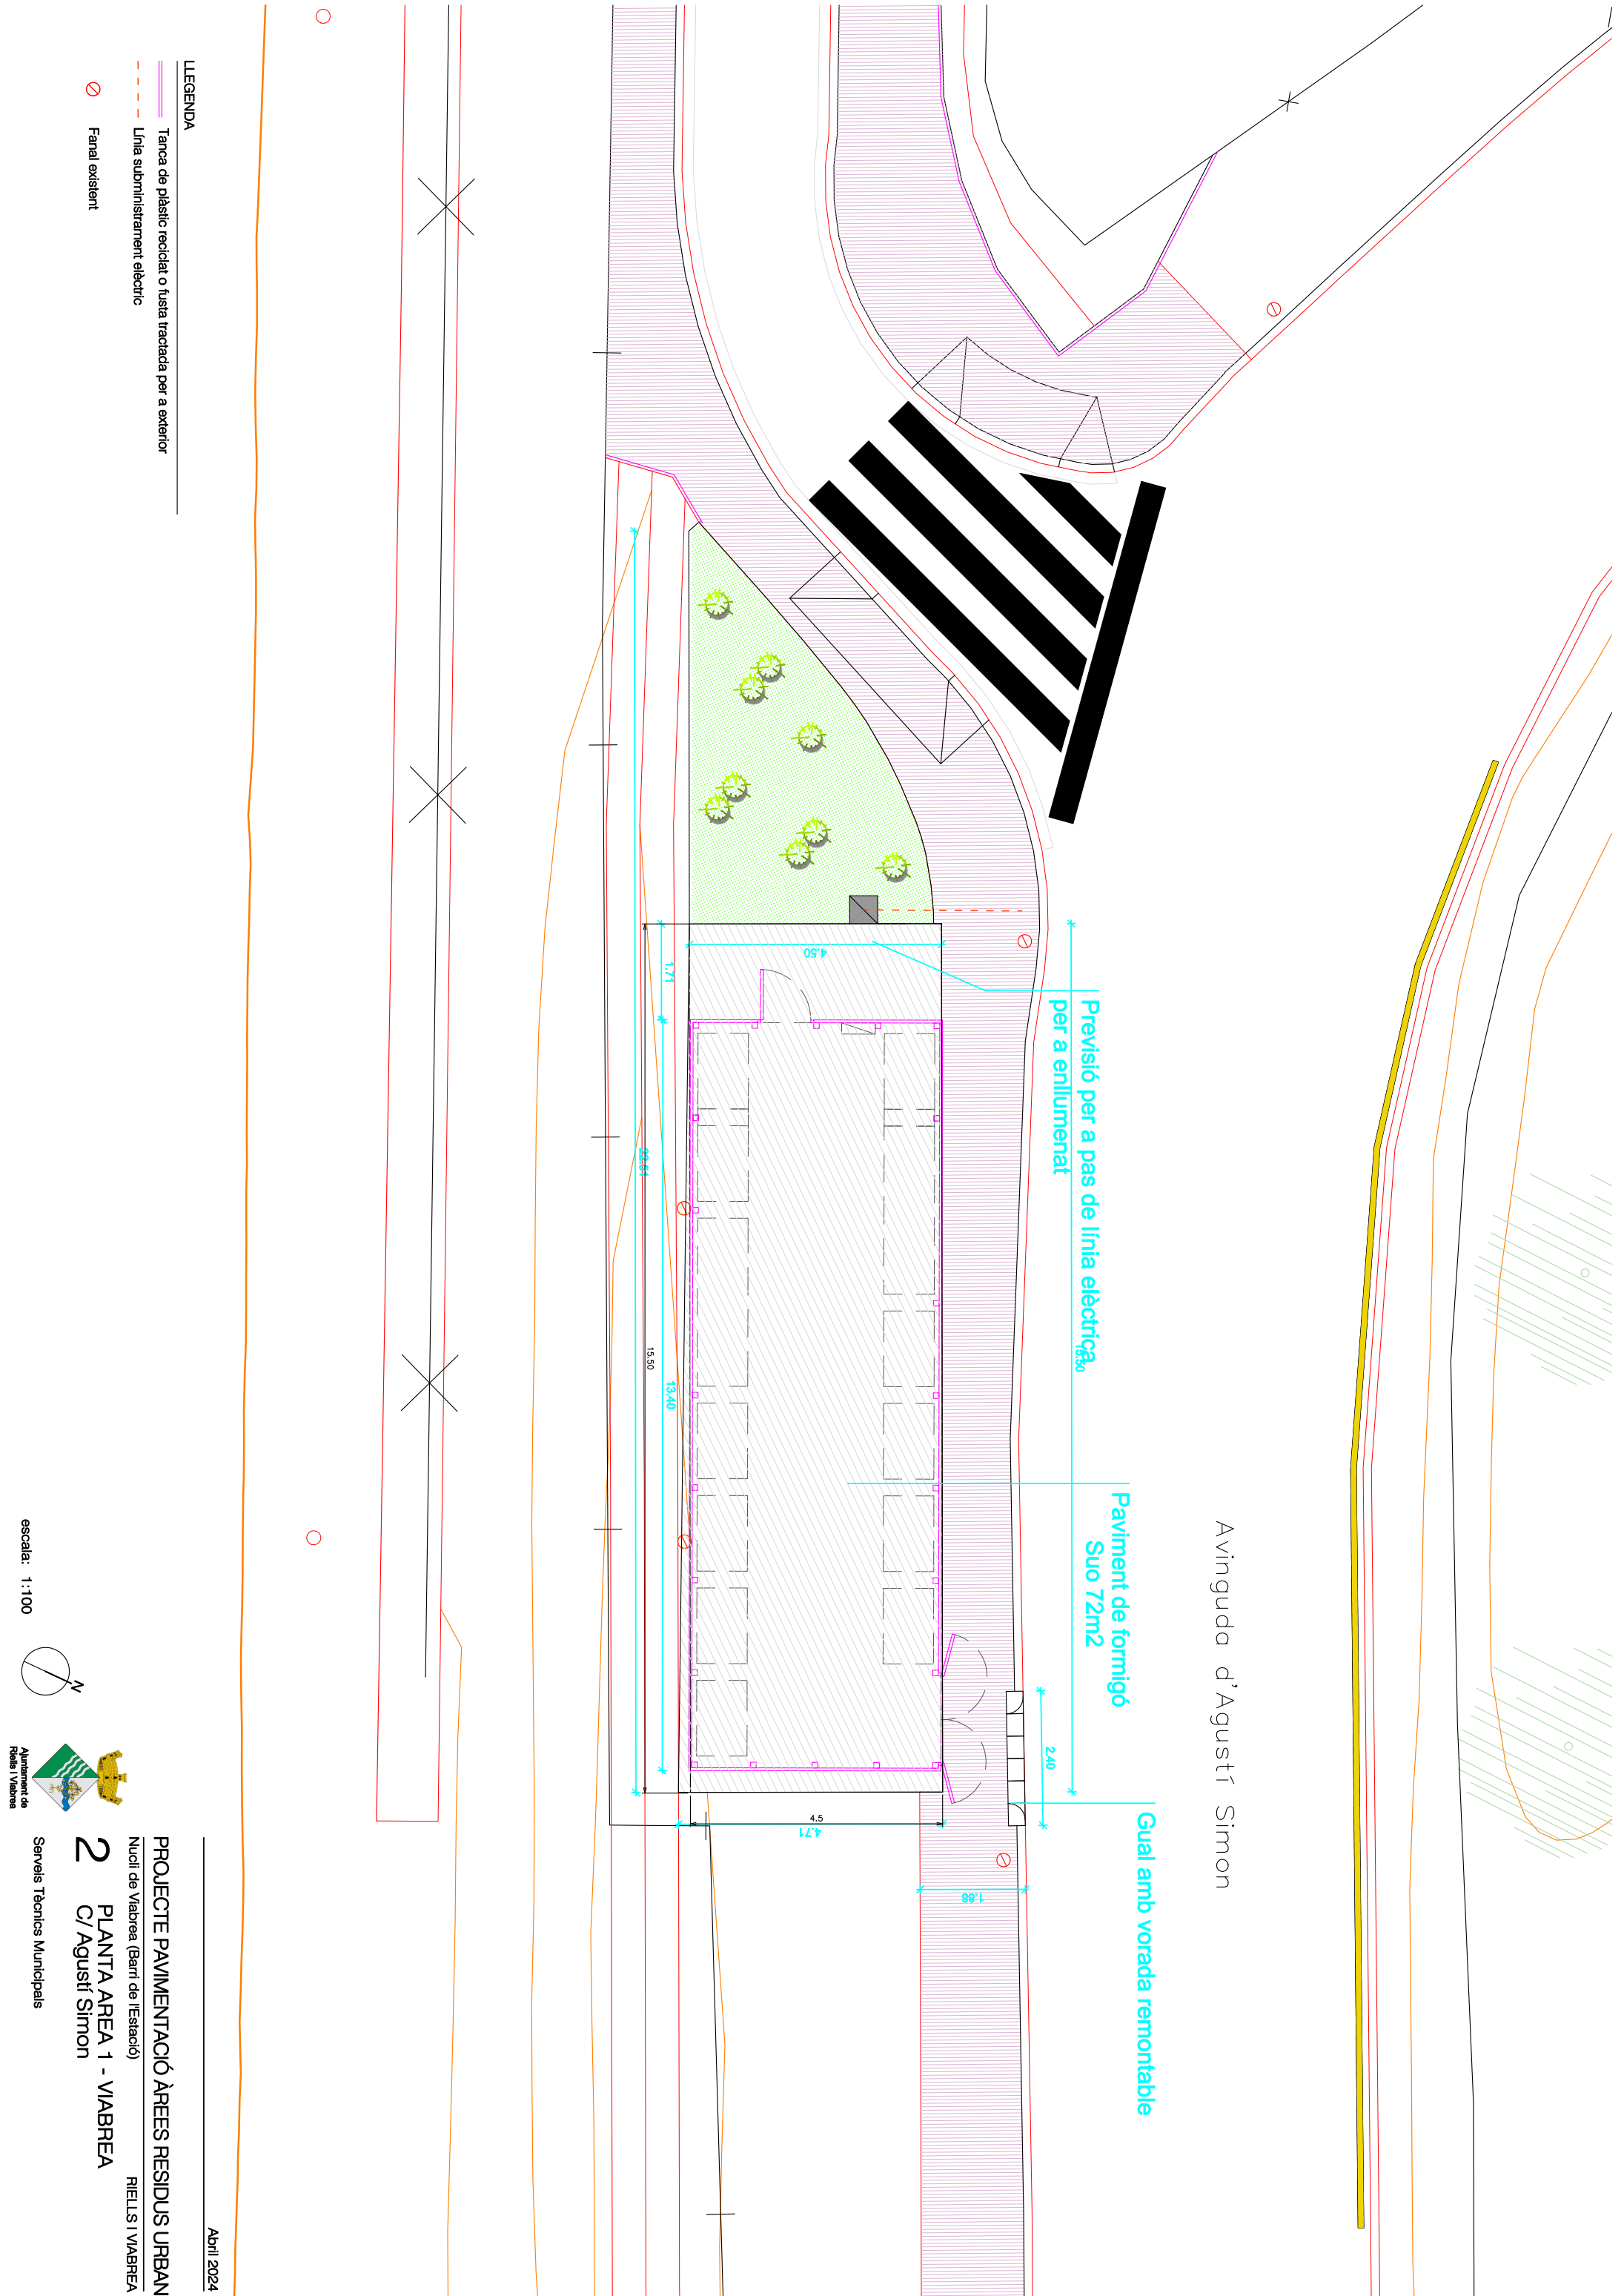 LLEGENDA
Tanca de plàstic reciclat o fusta tractada per a exterior
Línia subministrament elèctric
Fanal existent
Previsió per a pas de línia elèctrica
per a enllumenat
Paviment de formigó
Suo 72m2
Gual amb vorada remontable
Avinguda d'Agustí Simon
4.50
1.71
22.51
15.50
13.40
15.50
2.40
4.5
4.71
1.88
escala: 1:100
N
Ajuntament de
Riells i Viabrea
Abril 2024
PROJECTE PAVIMENTACIÓ ÀREES RESIDUS URBAN
Nucli de Viabrea (Barri de l'Estació)
RIELLS I VIABREA
2
PLANTA AREA 1 - VIABREA
C/ Agustí Simon
Serveis Tècnics Municipals